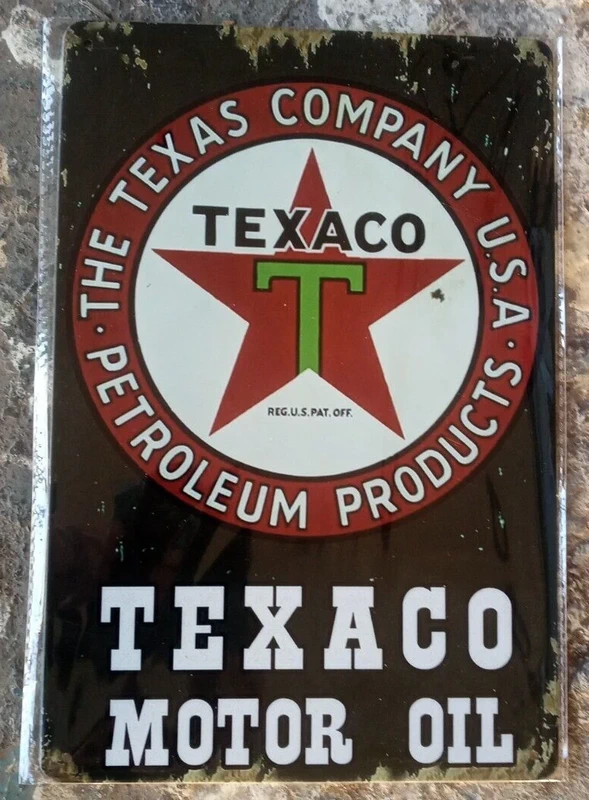 THE TEXAS COMPANY U.S.A
TEXACO
T
REG.U.S.PAT.OFF.
· PETROLEUM PRODUCTS ·
TEXACO
MOTOR OIL